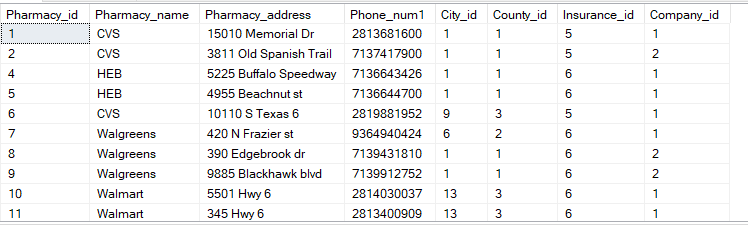 Pharmacy_id Pharmacy_name Pharmacy_address Phone_num1 City_id County_id Insurance_id Company_id
1 CVS 15010 Memorial Dr 2813681600 1 1 5 1
2 CVS 3811 Old Spanish Trail 7137417900 1 1 5 2
4 HEB 5225 Buffalo Speedway 7136643426 1 1 6 1
5 HEB 4955 Beachnut st 7136644700 1 1 6 1
6 CVS 10110 S Texas 6 2819881952 9 3 5 1
7 Walgreens 420 N Frazier st 9364940424 6 2 6 1
8 Walgreens 390 Edgebrook dr 7139431810 1 1 6 2
9 Walgreens 9885 Blackhawk blvd 7139912752 1 1 6 2
10 Walmart 5501 Hwy 6 2814030037 13 3 6 1
11 Walmart 345 Hwy 6 2813400909 13 3 6 1